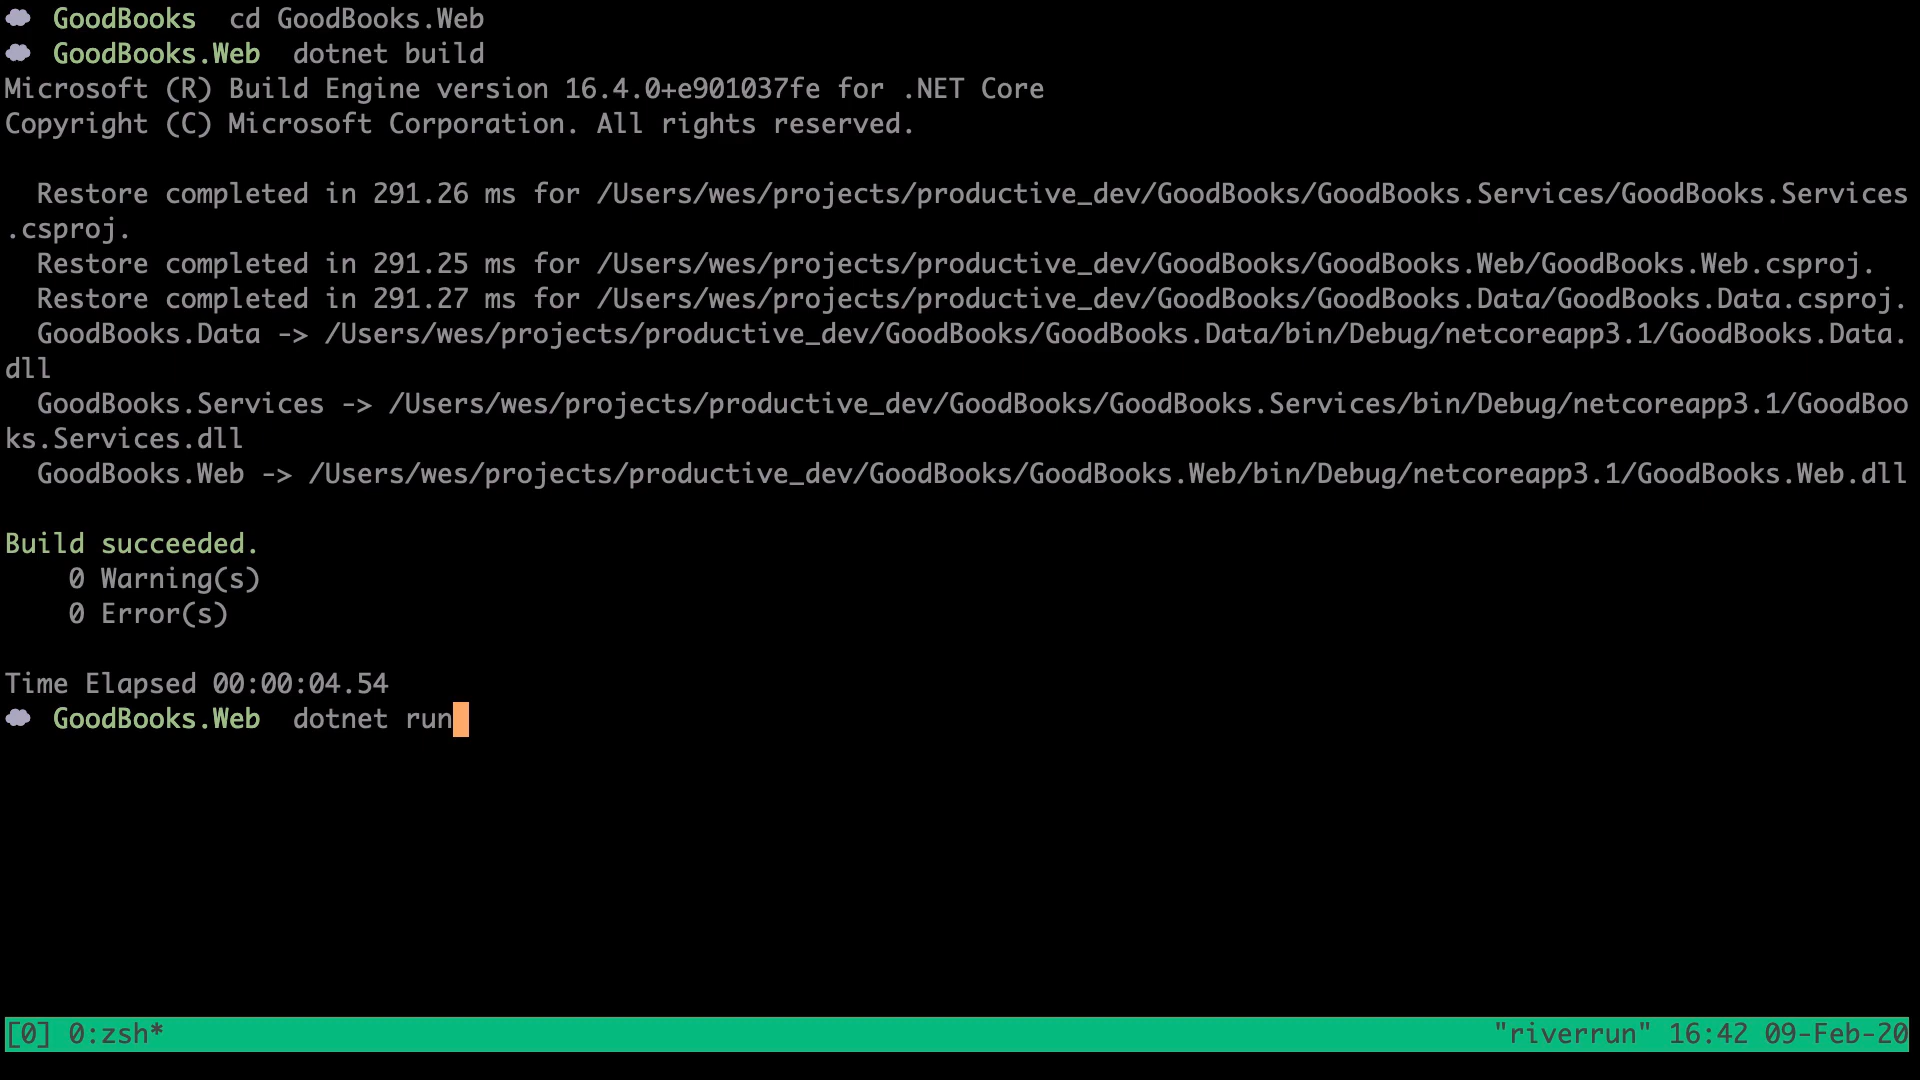 GoodBooks  cd GoodBooks.Web
GoodBooks.Web  dotnet build
Microsoft (R) Build Engine version 16.4.0+e901037fe for .NET Core
Copyright (C) Microsoft Corporation. All rights reserved.
Restore completed in 291.26 ms for /Users/wes/projects/productive_dev/GoodBooks/GoodBooks.Services/GoodBooks.Services
.csproj.
Restore completed in 291.25 ms for /Users/wes/projects/productive_dev/GoodBooks/GoodBooks.Web/GoodBooks.Web.csproj.
Restore completed in 291.27 ms for /Users/wes/projects/productive_dev/GoodBooks/GoodBooks.Data/GoodBooks.Data.csproj.
GoodBooks.Data -> /Users/wes/projects/productive_dev/GoodBooks/GoodBooks.Data/bin/Debug/netcoreapp3.1/GoodBooks.Data.
dll
GoodBooks.Services -> /Users/wes/projects/productive_dev/GoodBooks/GoodBooks.Services/bin/Debug/netcoreapp3.1/GoodBoo
ks.Services.dll
GoodBooks.Web -> /Users/wes/projects/productive_dev/GoodBooks/GoodBooks.Web/bin/Debug/netcoreapp3.1/GoodBooks.Web.dll
Build succeeded.
0 Warning(s)
0 Error(s)
Time Elapsed 00:00:04.54
GoodBooks.Web  dotnet run
[0] 0:zsh* "riverrun" 16:42 09-Feb-20